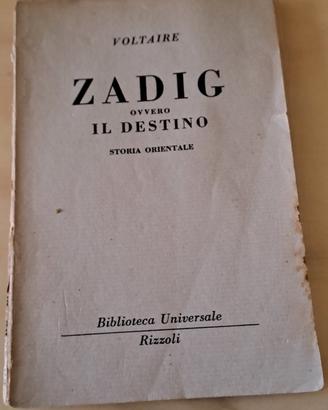 VOLTAIRE
ZADIG
OVVERO
IL DESTINO
STORIA ORIENTALE
Biblioteca Universale
Rizzoli